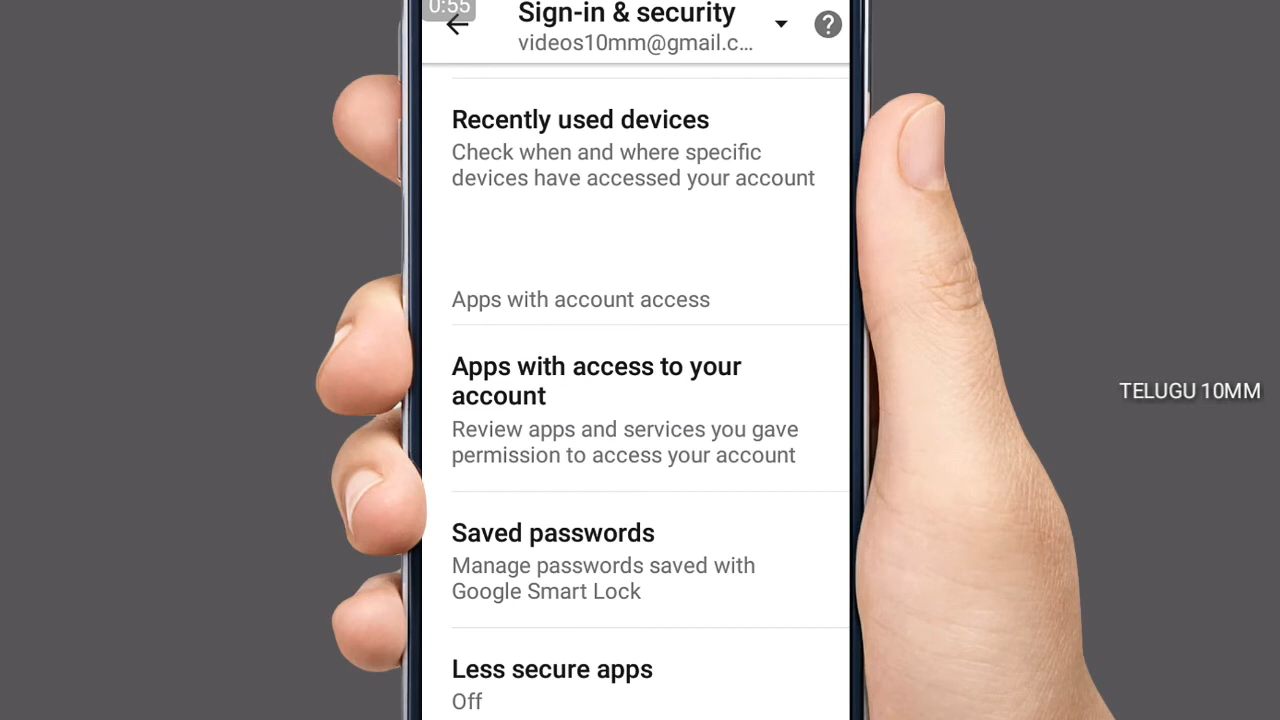 0:55
Sign-in & security
videos10mm@gmail.c...
Recently used devices
Check when and where specific
devices have accessed your account
Apps with account access
Apps with access to your
account
Review apps and services you gave
permission to access your account
TELUGU 10MM
Saved passwords
Manage passwords saved with
Google Smart Lock
Less secure apps
Off